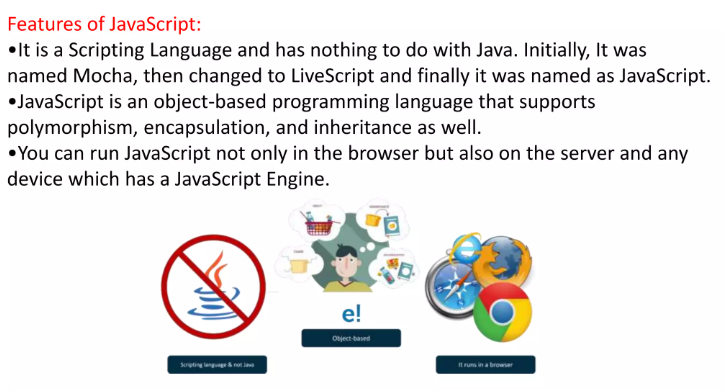 Features of JavaScript:
•It is a Scripting Language and has nothing to do with Java. Initially, It was
named Mocha, then changed to LiveScript and finally it was named as JavaScript.
•JavaScript is an object-based programming language that supports
polymorphism, encapsulation, and inheritance as well.
•You can run JavaScript not only in the browser but also on the server and any
device which has a JavaScript Engine.
e!
Object-based
Scripting language & not Java
It runs in a browser